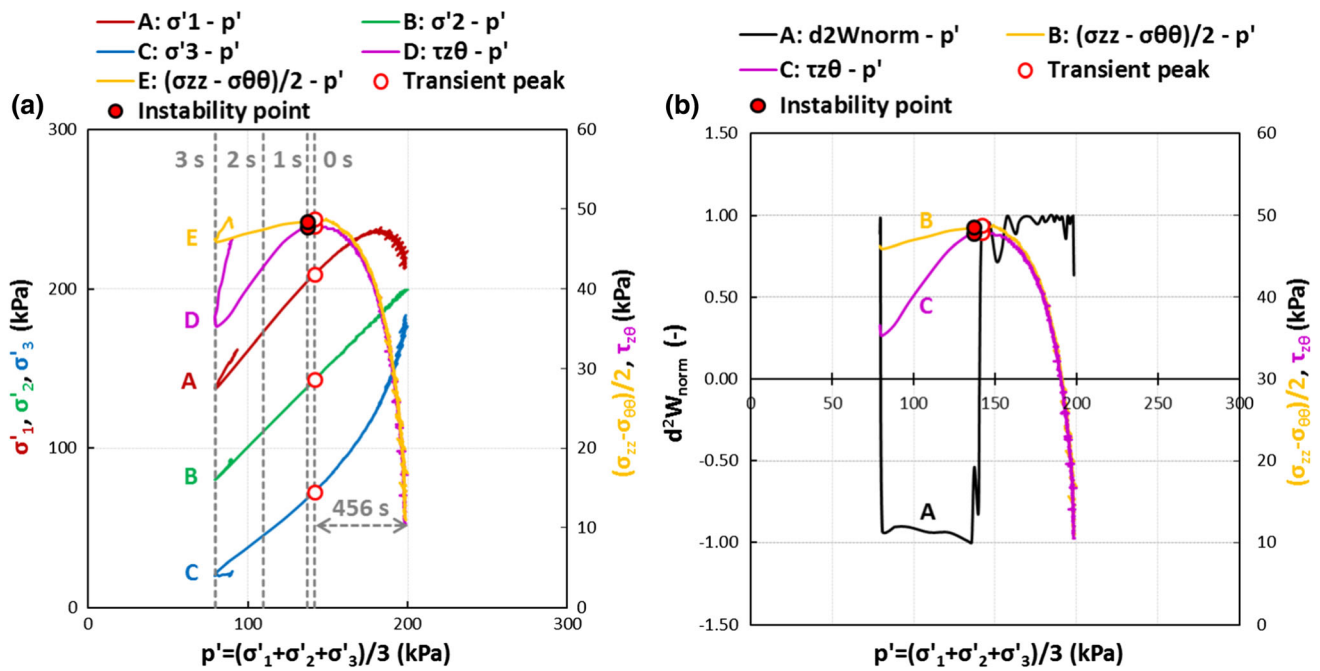 A: σ'1 - p'
B: σ'2 - p'
C: σ'3 - p'
D: τzθ - p'
E: (σzz - σθθ)/2 - p'
Transient peak
Instability point
(a)
300
200
100
0
σ'1, σ'2, σ'3 (kPa)
3 s 2 s 1 s 0 s
E
D
A
B
C
456 s
60
50
40
30
20
10
0
(σzz-σθθ)/2, τzθ (kPa)
0 100 200 300
p'=(σ'1+σ'2+σ'3)/3 (kPa)
A: d2Wnorm - p'
B: (σzz - σθθ)/2 - p'
C: τzθ - p'
Transient peak
Instability point
(b)
1.50
1.00
0.50
0.00
-0.50
-1.00
-1.50
d²Wnorm (-)
B
C
A
0 50 100 150 200 250 300
60
50
40
30
20
10
0
(σzz-σθθ)/2, τzθ (kPa)
p'=(σ'1+σ'2+σ'3)/3 (kPa)